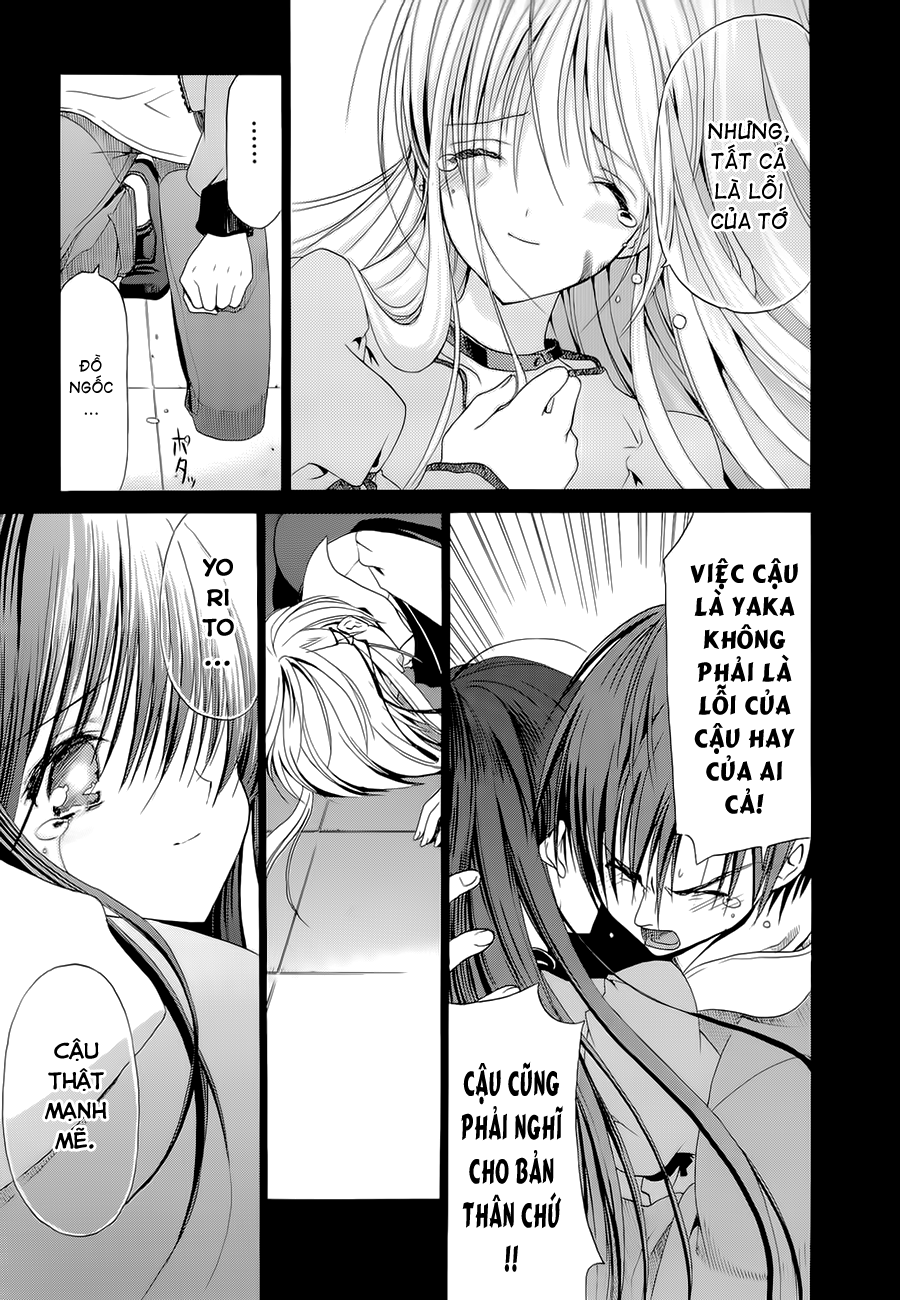 NHƯNG,
TẤT CẢ
LÀ LỖI
CỦA TỚ
......
ĐỒ
NGỐC
...
ポタッ
VIỆC CẬU
LÀ YAKA
KHÔNG
PHẢI LÀ
LỖI CỦA
CẬU HAY
CỦA AI
CẢ!
CẬU CŨNG
PHẢI NGHĨ
CHO BẢN
THÂN CHỨ
!!
YO
RI
TO
...
CẬU
THẬT
MẠNH
MẼ.